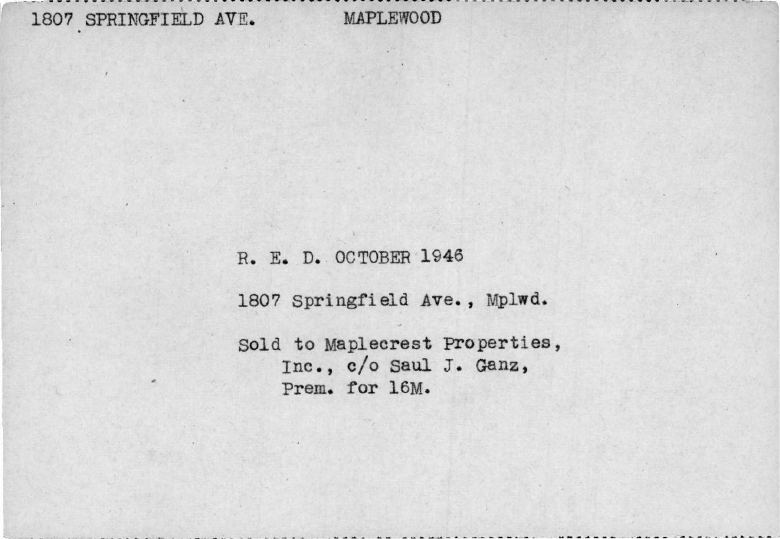 1807 SPRINGFIELD AVE. MAPLEWOOD
R. E. D. OCTOBER 1946
1807 Springfield Ave., Mplwd.
Sold to Maplecrest Properties,
Inc., c/o Saul J. Ganz,
Prem. for 16M.